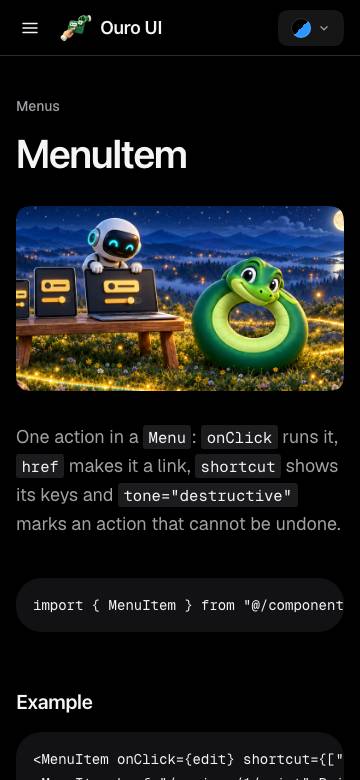 Ouro UI
Menus
MenuItem
One action in a Menu: onClick runs it,
href makes it a link, shortcut shows
its keys and tone="destructive"
marks an action that cannot be undone.
import { MenuItem } from "@/component
Example
<MenuItem onClick={edit} shortcut={["